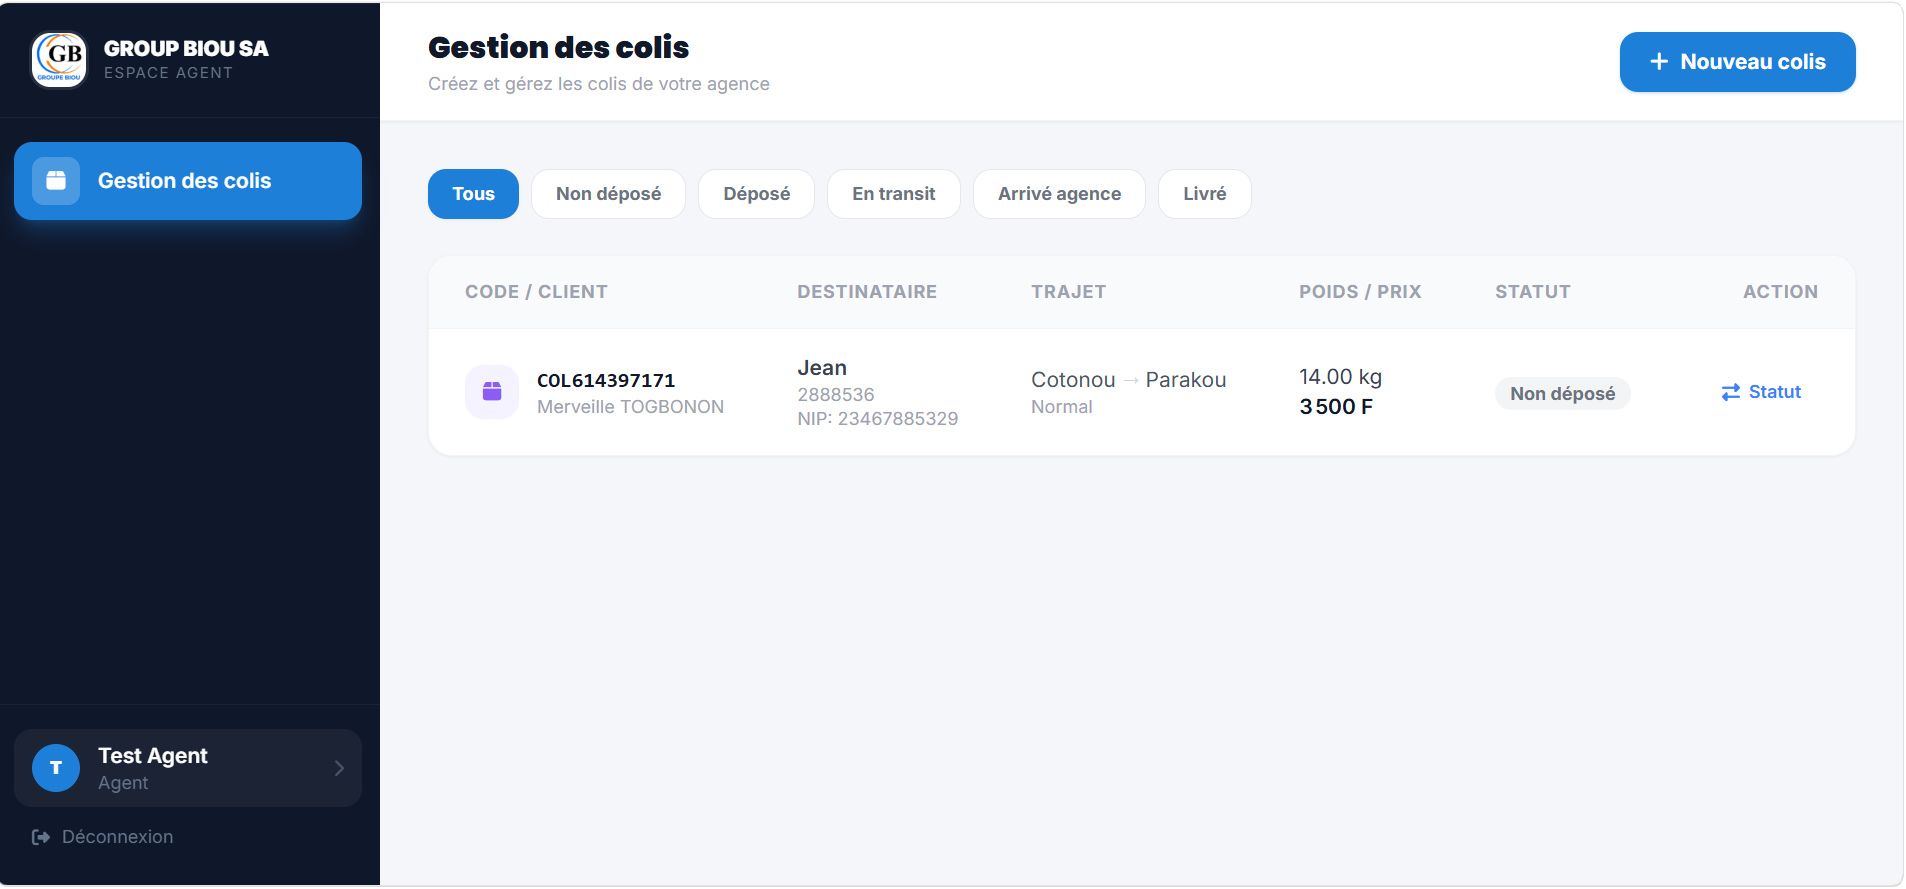 GB
GROUPE BIOU
GROUP BIOU SA
ESPACE AGENT
Gestion des colis
Test Agent
T
Agent
Déconnexion
Gestion des colis
Créez et gérez les colis de votre agence
+ Nouveau colis
Tous Non déposé Déposé En transit Arrivé agence Livré
CODE / CLIENT DESTINATAIRE TRAJET POIDS / PRIX STATUT ACTION
COL614397171
Merveille TOGBONON
Jean
2888536
NIP: 23467885329
Cotonou → Parakou
Normal
14.00 kg
3 500 F
Non déposé
Statut